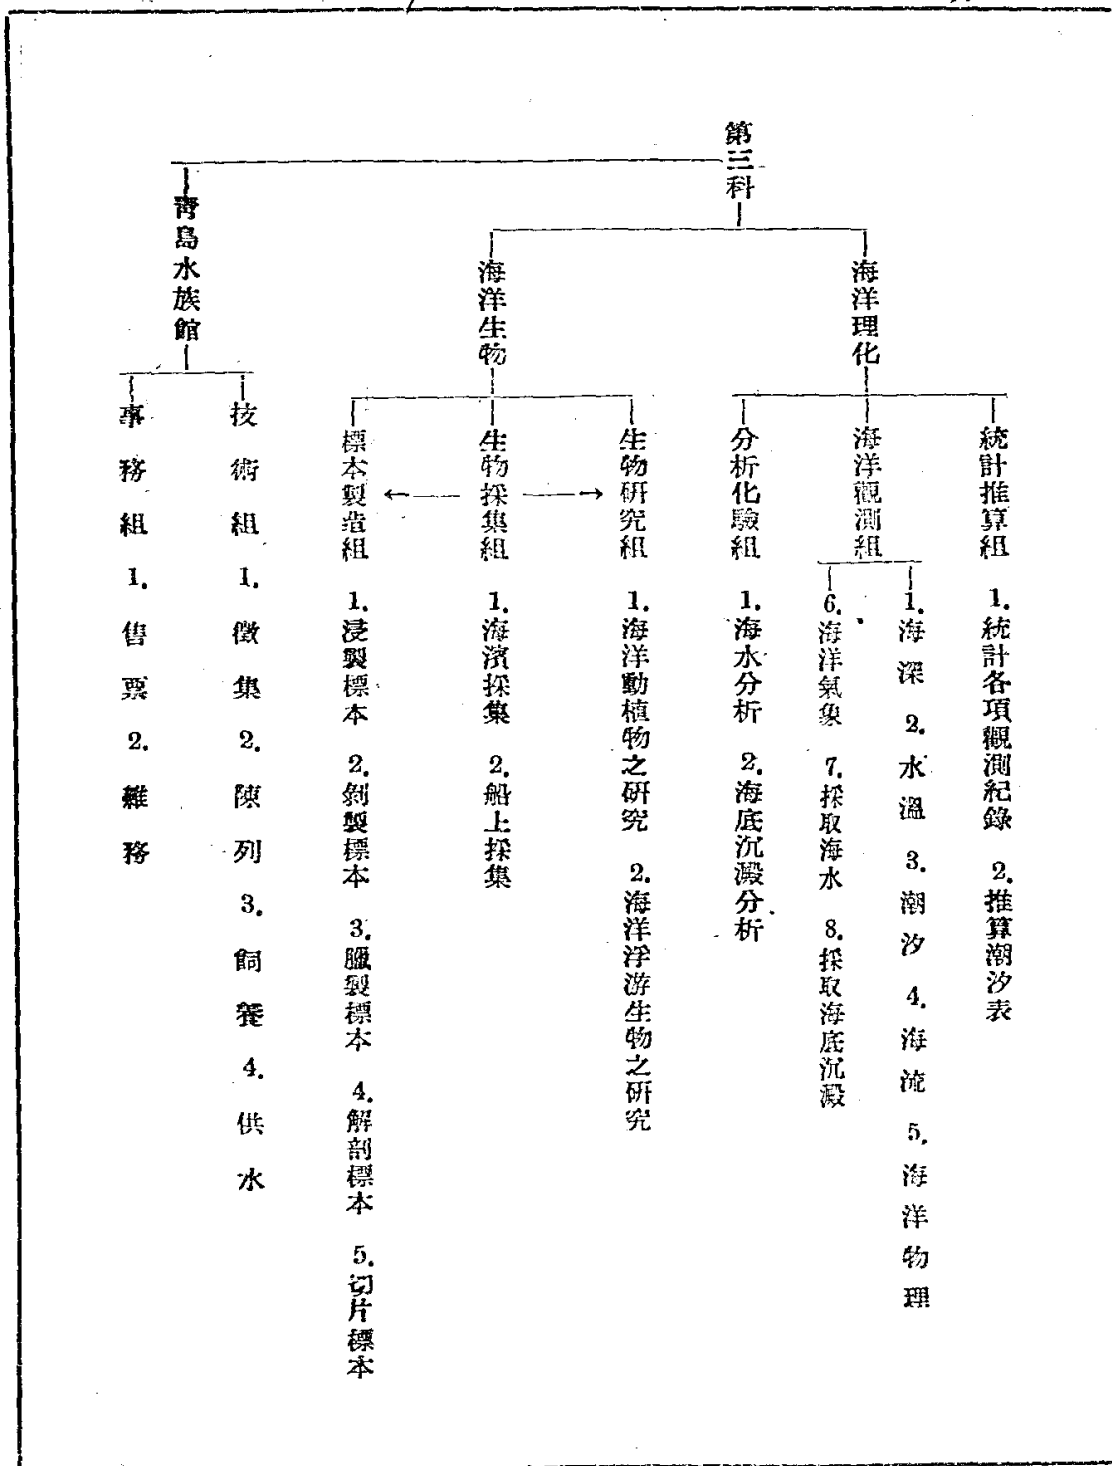 第三科
海洋理化
統計推算組 1.統計各項觀測紀錄 2.推算潮汐表
海洋觀測組
1.海深 2.水溫 3.潮汐 4.海流 5.海洋物理
6.海洋氣象 7.採取海水 8.採取海底沉澱
分析化驗組 1.海水分析 2.海底沉澱分析
海洋生物
生物研究組 1.海洋動植物之研究 2.海洋浮游生物之研究
生物採集組 1.海濱採集 2.船上採集
標本製造組 1.浸製標本 2.剝製標本 3.臘製標本 4.解剖標本 5.切片標本
靑島水族館
技術組 1.徵集 2.陳列 3.飼養 4.供水
事務組 1.售票 2.雜務